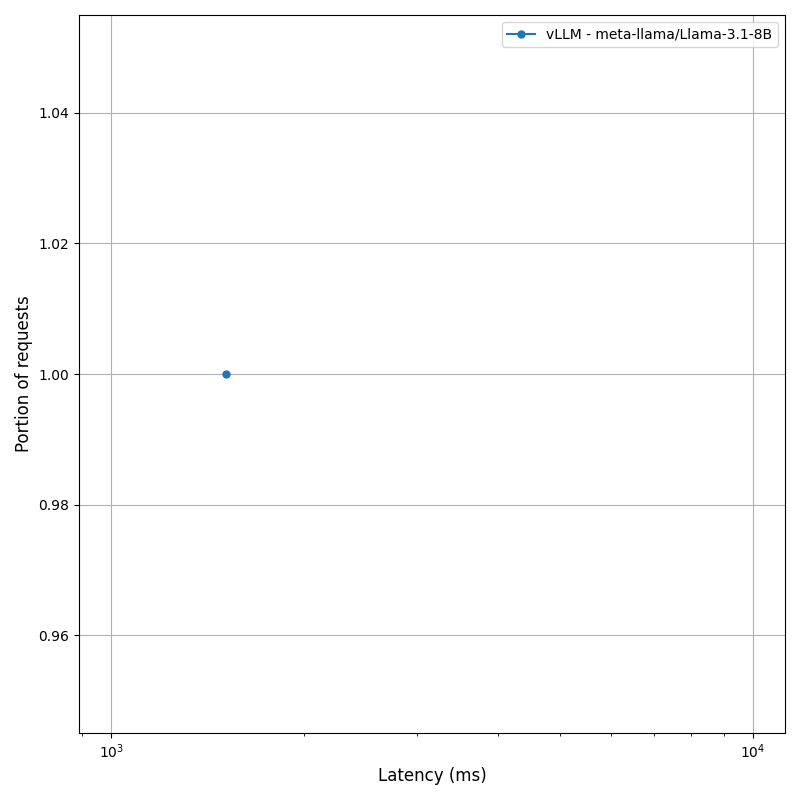 vLLM - meta-llama/Llama-3.1-8B
1.04
1.02
1.00
0.98
0.96
Portion of requests
10³
10⁴
Latency (ms)